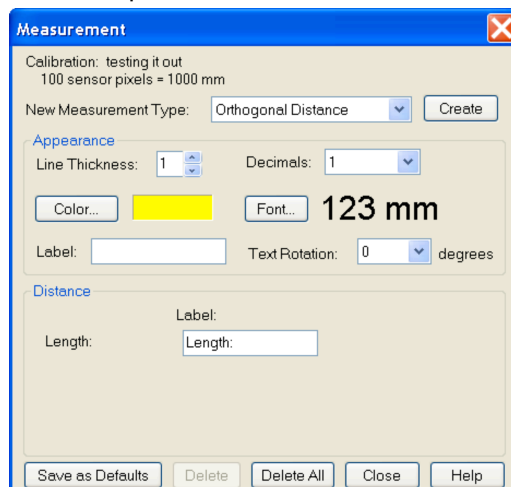 Measurement
Calibration: testing it out
100 sensor pixels = 1000 mm
New Measurement Type: Orthogonal Distance Create
Appearance
Line Thickness: 1 Decimals: 1
Color... Font... 123 mm
Label: Text Rotation: 0 degrees
Distance
Label:
Length: Length:
Save as Defaults Delete Delete All Close Help